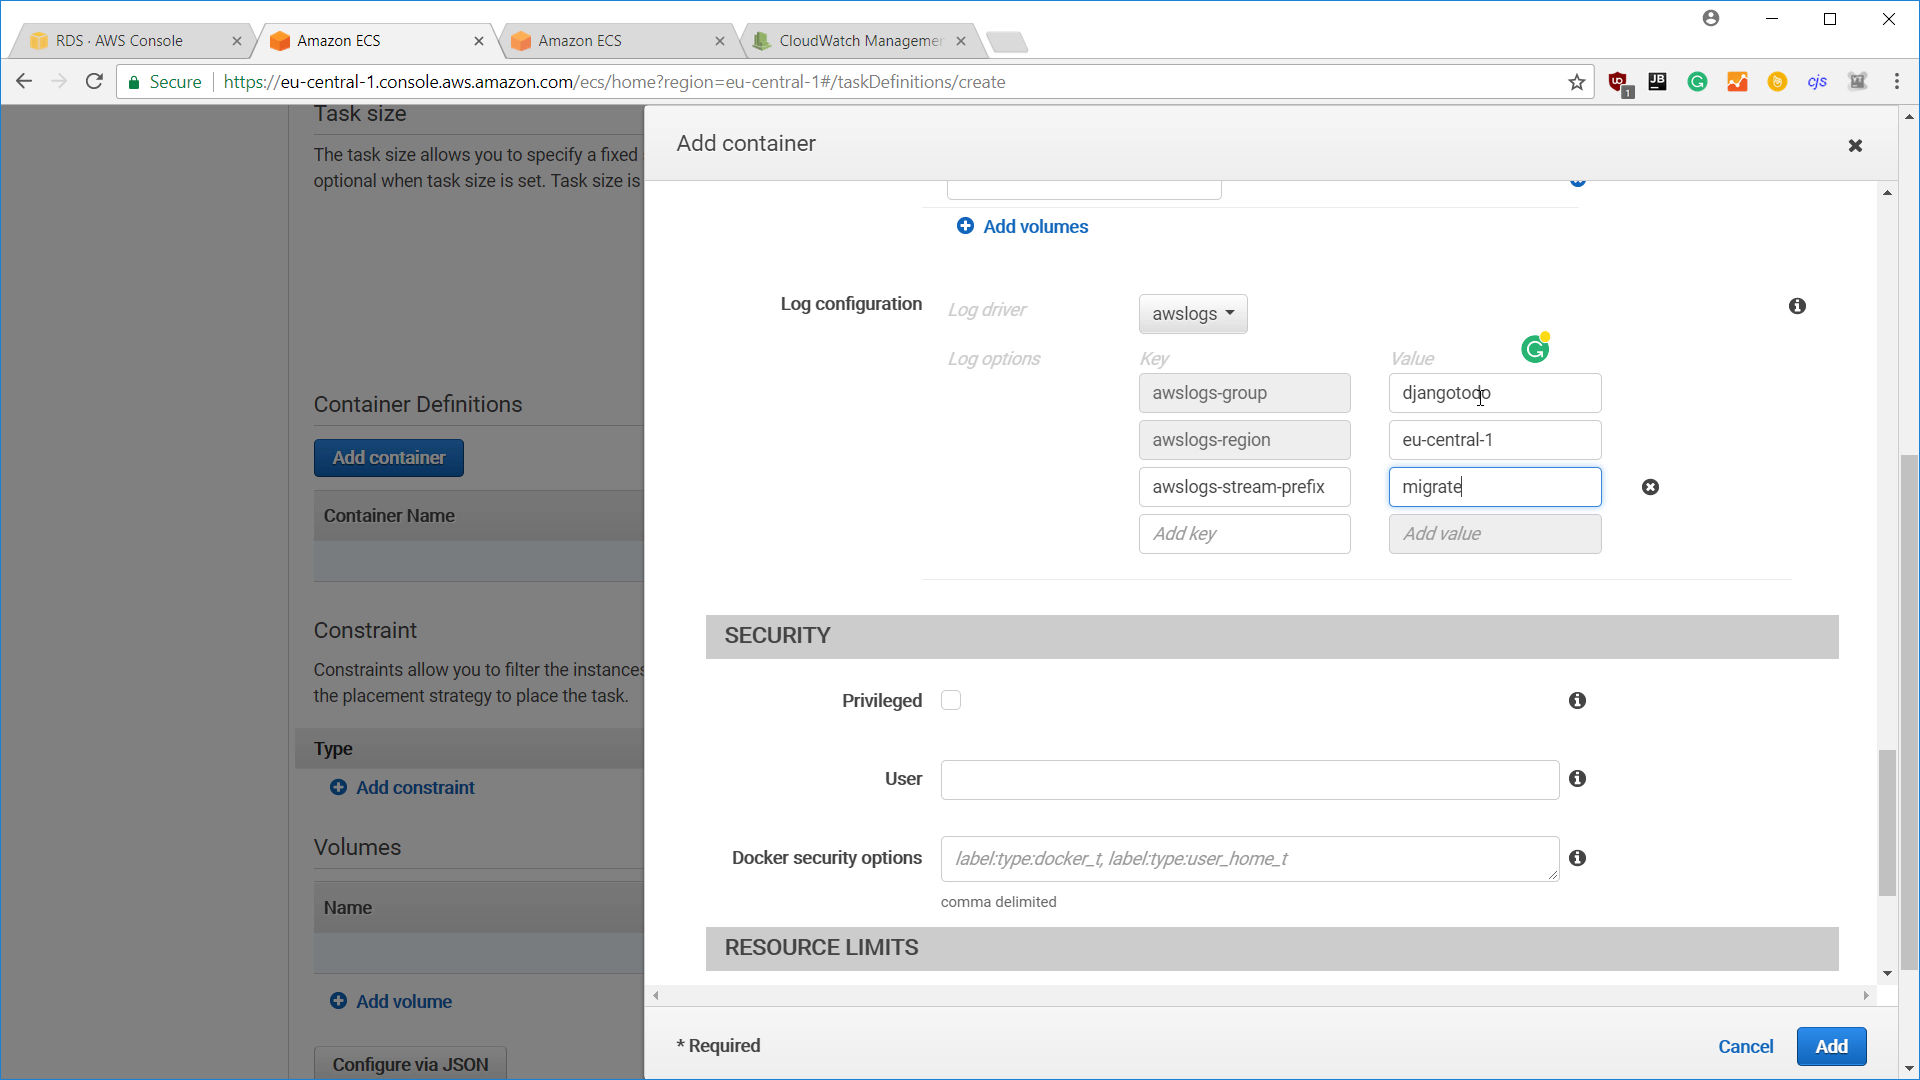 RDS · AWS Console
Amazon ECS
Amazon ECS
CloudWatch Managemen
Secure
https://eu-central-1.console.aws.amazon.com/ecs/home?region=eu-central-1#/taskDefinitions/create
1
JB
cjs
Task size
The task size allows you to specify a fixed
optional when task size is set. Task size is
Container Definitions
Add container
Container Name
Constraint
Constraints allow you to filter the instances
the placement strategy to place the task.
Type
Add constraint
Volumes
Name
Add volume
Configure via JSON
Add container
Add volumes
Log configuration
Log driver
awslogs
Log options
Key
Value
awslogs-group
djangotodo
awslogs-region
eu-central-1
awslogs-stream-prefix
migrate
Add key
Add value
SECURITY
Privileged
User
Docker security options
label:type:docker_t, label:type:user_home_t
comma delimited
RESOURCE LIMITS
* Required
Cancel
Add